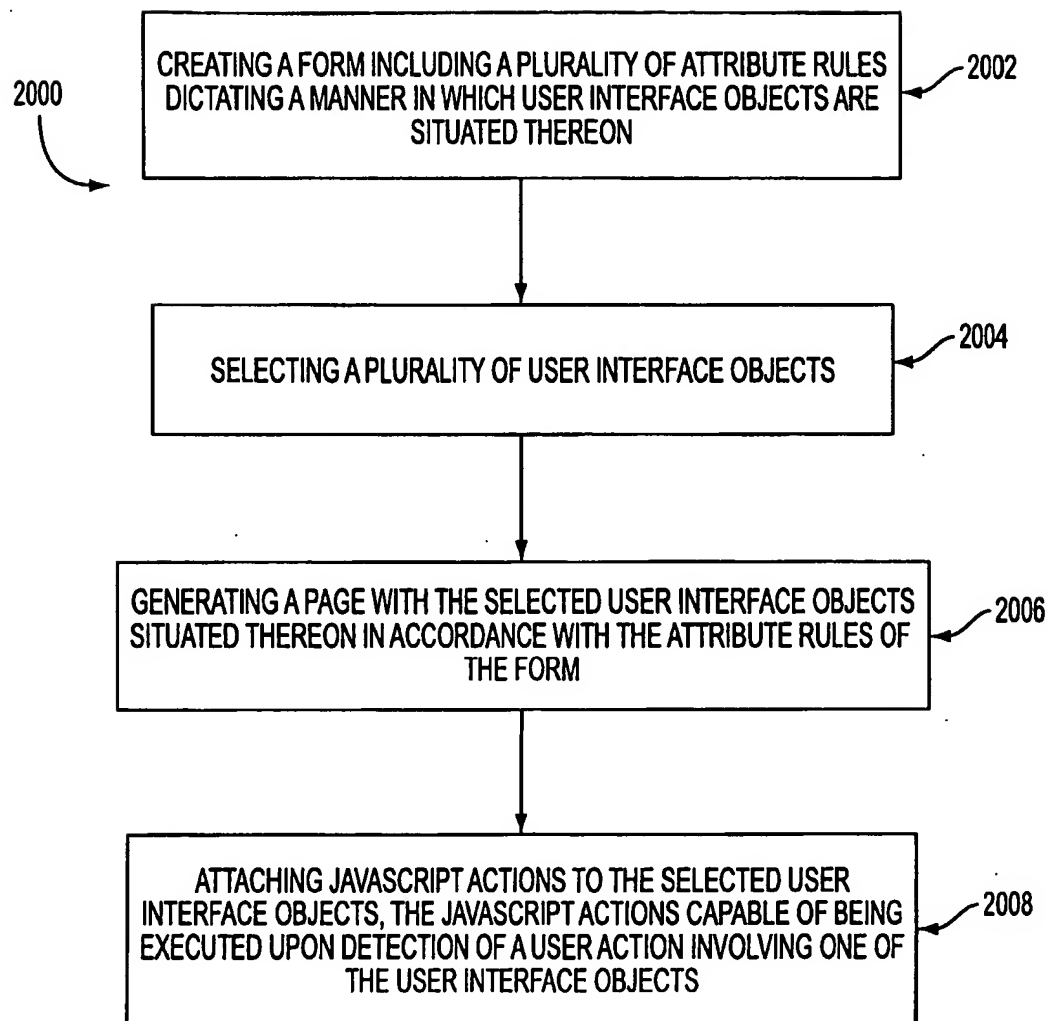 CREATING A FORM INCLUDING A PLURALITY OF ATTRIBUTE RULES
DICTATING A MANNER IN WHICH USER INTERFACE OBJECTS ARE
SITUATED THEREON
2002
2000
SELECTING A PLURALITY OF USER INTERFACE OBJECTS
2004
GENERATING A PAGE WITH THE SELECTED USER INTERFACE OBJECTS
SITUATED THEREON IN ACCORDANCE WITH THE ATTRIBUTE RULES OF
THE FORM
2006
ATTACHING JAVASCRIPT ACTIONS TO THE SELECTED USER
INTERFACE OBJECTS, THE JAVASCRIPT ACTIONS CAPABLE OF BEING
EXECUTED UPON DETECTION OF A USER ACTION INVOLVING ONE OF
THE USER INTERFACE OBJECTS
2008